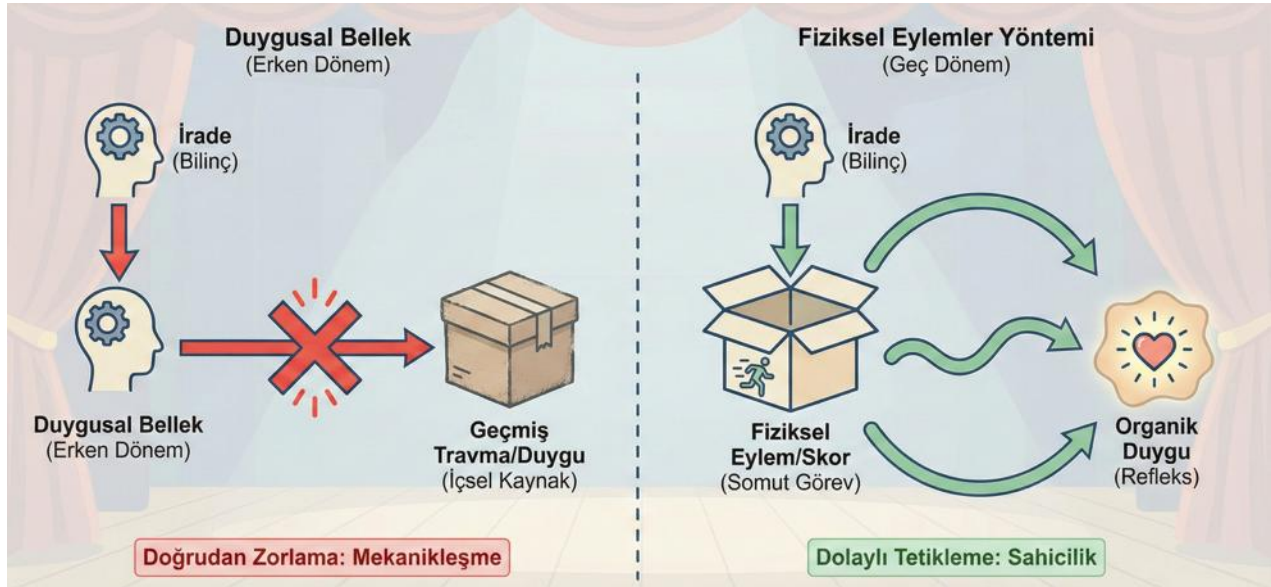 Duygusal Bellek
(Erken Dönem)
İrade
(Bilinç)
Duygusal Bellek
(Erken Dönem)
Geçmiş
Travma/Duygu
(İçsel Kaynak)
Doğrudan Zorlama: Mekanikleşme
Fiziksel Eylemler Yöntemi
(Geç Dönem)
İrade
(Bilinç)
Fiziksel
Eylem/Skor
(Somut Görev)
Organik
Duygu
(Refleks)
Dolaylı Tetikleme: Sahicilik